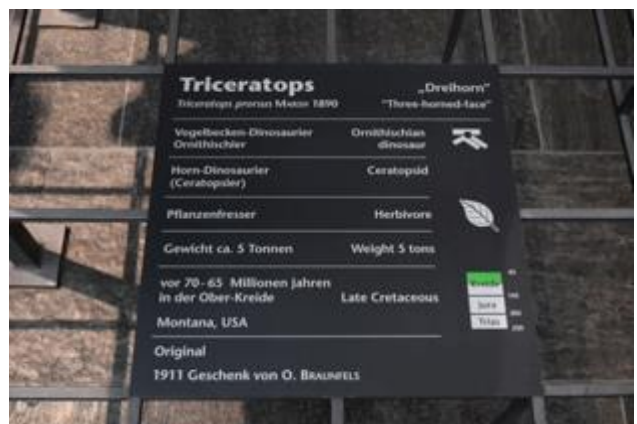 Triceratops „Dreihorn“
Triceratops prorsus MARSH 1890 "Three-horned-face"
Vogelbecken-Dinosaurier Ornithischian
Ornithischier dinosaur
Horn-Dinosaurier Ceratopsid
(Ceratopsier)
Pflanzenfresser Herbivore
Gewicht ca. 5 Tonnen Weight 5 tons
vor 70-65 Millionen Jahren
in der Ober-Kreide Late Cretaceous
Montana, USA
Kreide
Jura
Trias
Original
1911 Geschenk von O. BRAUNFELS